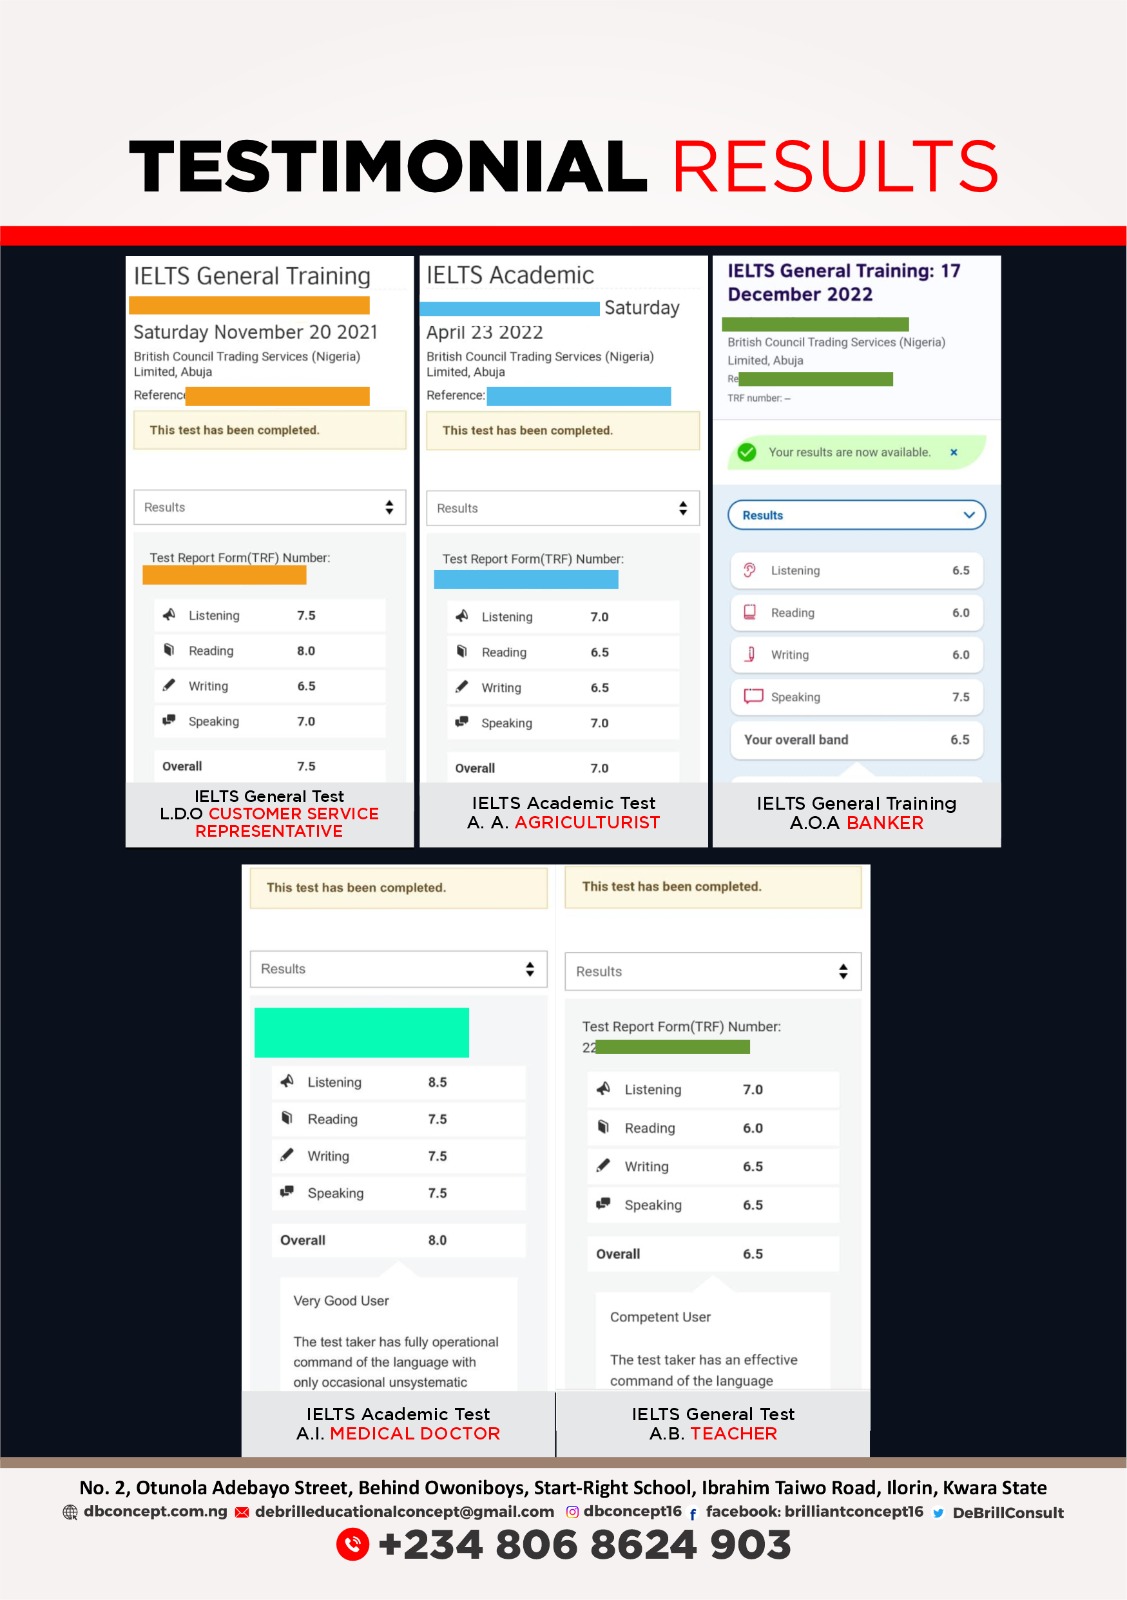 TESTIMONIAL RESULTS
IELTS General Training
Saturday November 20 2021
British Council Trading Services (Nigeria)
Limited, Abuja
Reference
This test has been completed.
Results
Test Report Form(TRF) Number:
Listening 7.5
Reading 8.0
Writing 6.5
Speaking 7.0
Overall 7.5
IELTS General Test
L.D.O CUSTOMER SERVICE
REPRESENTATIVE
IELTS Academic
Saturday
April 23 2022
British Council Trading Services (Nigeria)
Limited, Abuja
Reference:
This test has been completed.
Results
Test Report Form(TRF) Number:
Listening 7.0
Reading 6.5
Writing 6.5
Speaking 7.0
Overall 7.0
IELTS Academic Test
A. A. AGRICULTURIST
IELTS General Training: 17
December 2022
British Council Trading Services (Nigeria)
Limited, Abuja
Re
TRF number: –
Your results are now available. ×
Results
Listening 6.5
Reading 6.0
Writing 6.0
Speaking 7.5
Your overall band 6.5
IELTS General Training
A.O.A BANKER
This test has been completed.
Results
Listening 8.5
Reading 7.5
Writing 7.5
Speaking 7.5
Overall 8.0
Very Good User
The test taker has fully operational
command of the language with
only occasional unsystematic
IELTS Academic Test
A.I. MEDICAL DOCTOR
This test has been completed.
Results
Test Report Form(TRF) Number:
22
Listening 7.0
Reading 6.0
Writing 6.5
Speaking 6.5
Overall 6.5
Competent User
The test taker has an effective
command of the language
IELTS General Test
A.B. TEACHER
No. 2, Otunola Adebayo Street, Behind Owoniboys, Start-Right School, Ibrahim Taiwo Road, Ilorin, Kwara State
dbconcept.com.ng debrilleducationalconcept@gmail.com dbconcept16 facebook: brilliantconcept16 DeBrillConsult
+234 806 8624 903